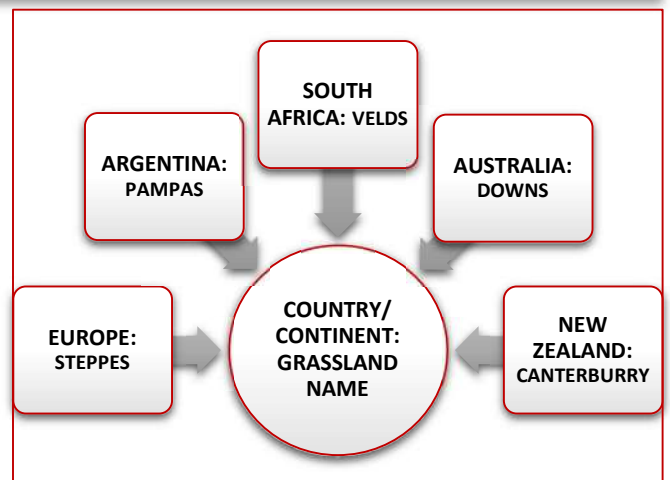 SOUTH
AFRICA: VELDS
ARGENTINA:
PAMPAS
AUSTRALIA:
DOWNS
EUROPE:
STEPPES
COUNTRY/
CONTINENT:
GRASSLAND
NAME
NEW
ZEALAND:
CANTERBURRY